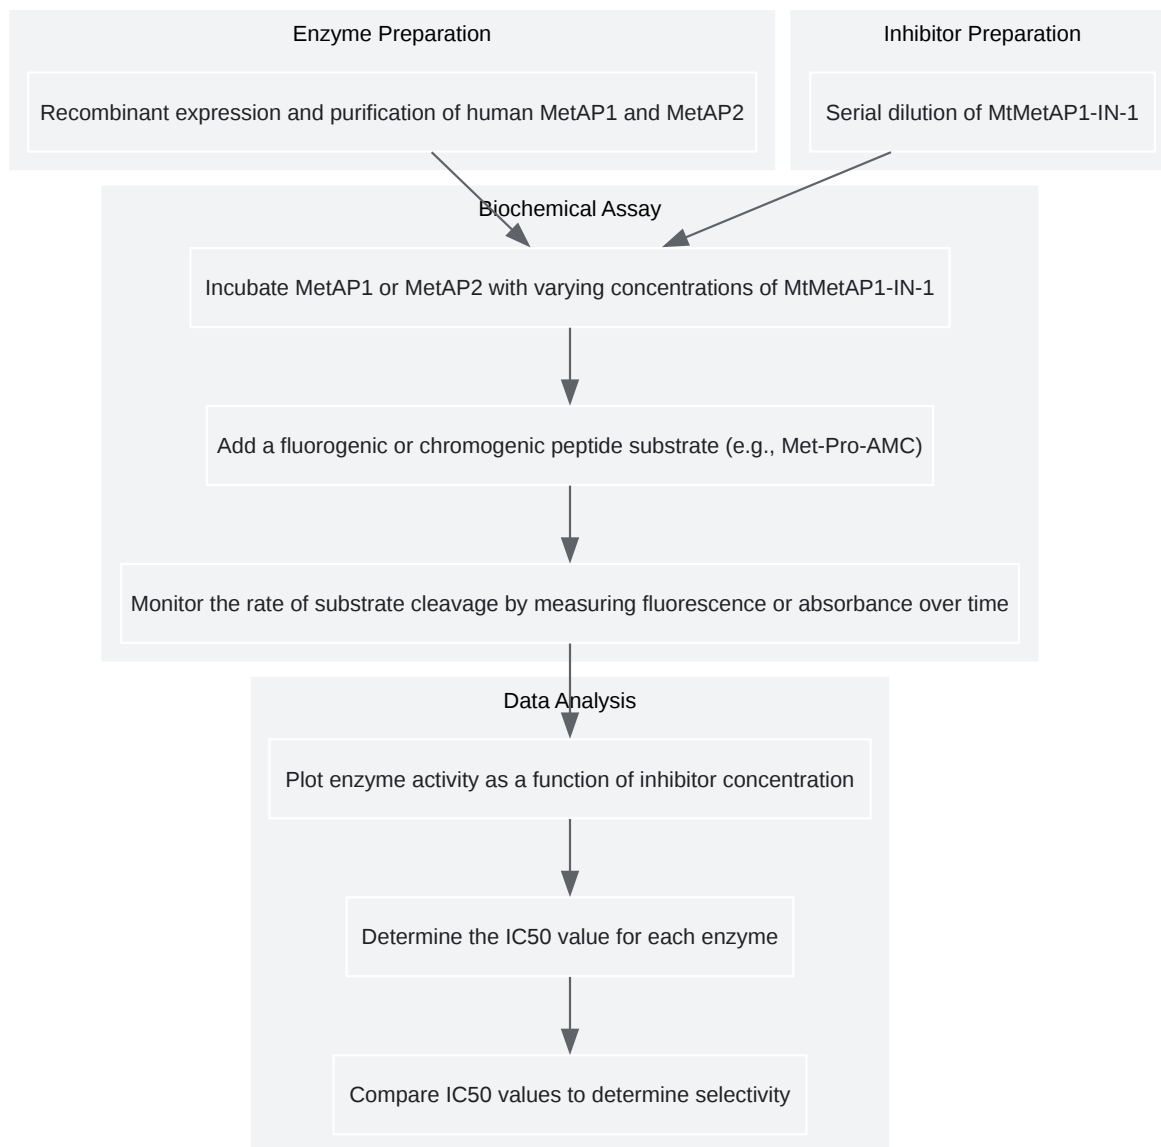 Enzyme Preparation
Inhibitor Preparation
Recombinant expression and purification of human MetAP1 and MetAP2
Serial dilution of MtMetAP1-IN-1
Biochemical Assay
Incubate MetAP1 or MetAP2 with varying concentrations of MtMetAP1-IN-1
Add a fluorogenic or chromogenic peptide substrate (e.g., Met-Pro-AMC)
Monitor the rate of substrate cleavage by measuring fluorescence or absorbance over time
Data Analysis
Plot enzyme activity as a function of inhibitor concentration
Determine the IC50 value for each enzyme
Compare IC50 values to determine selectivity